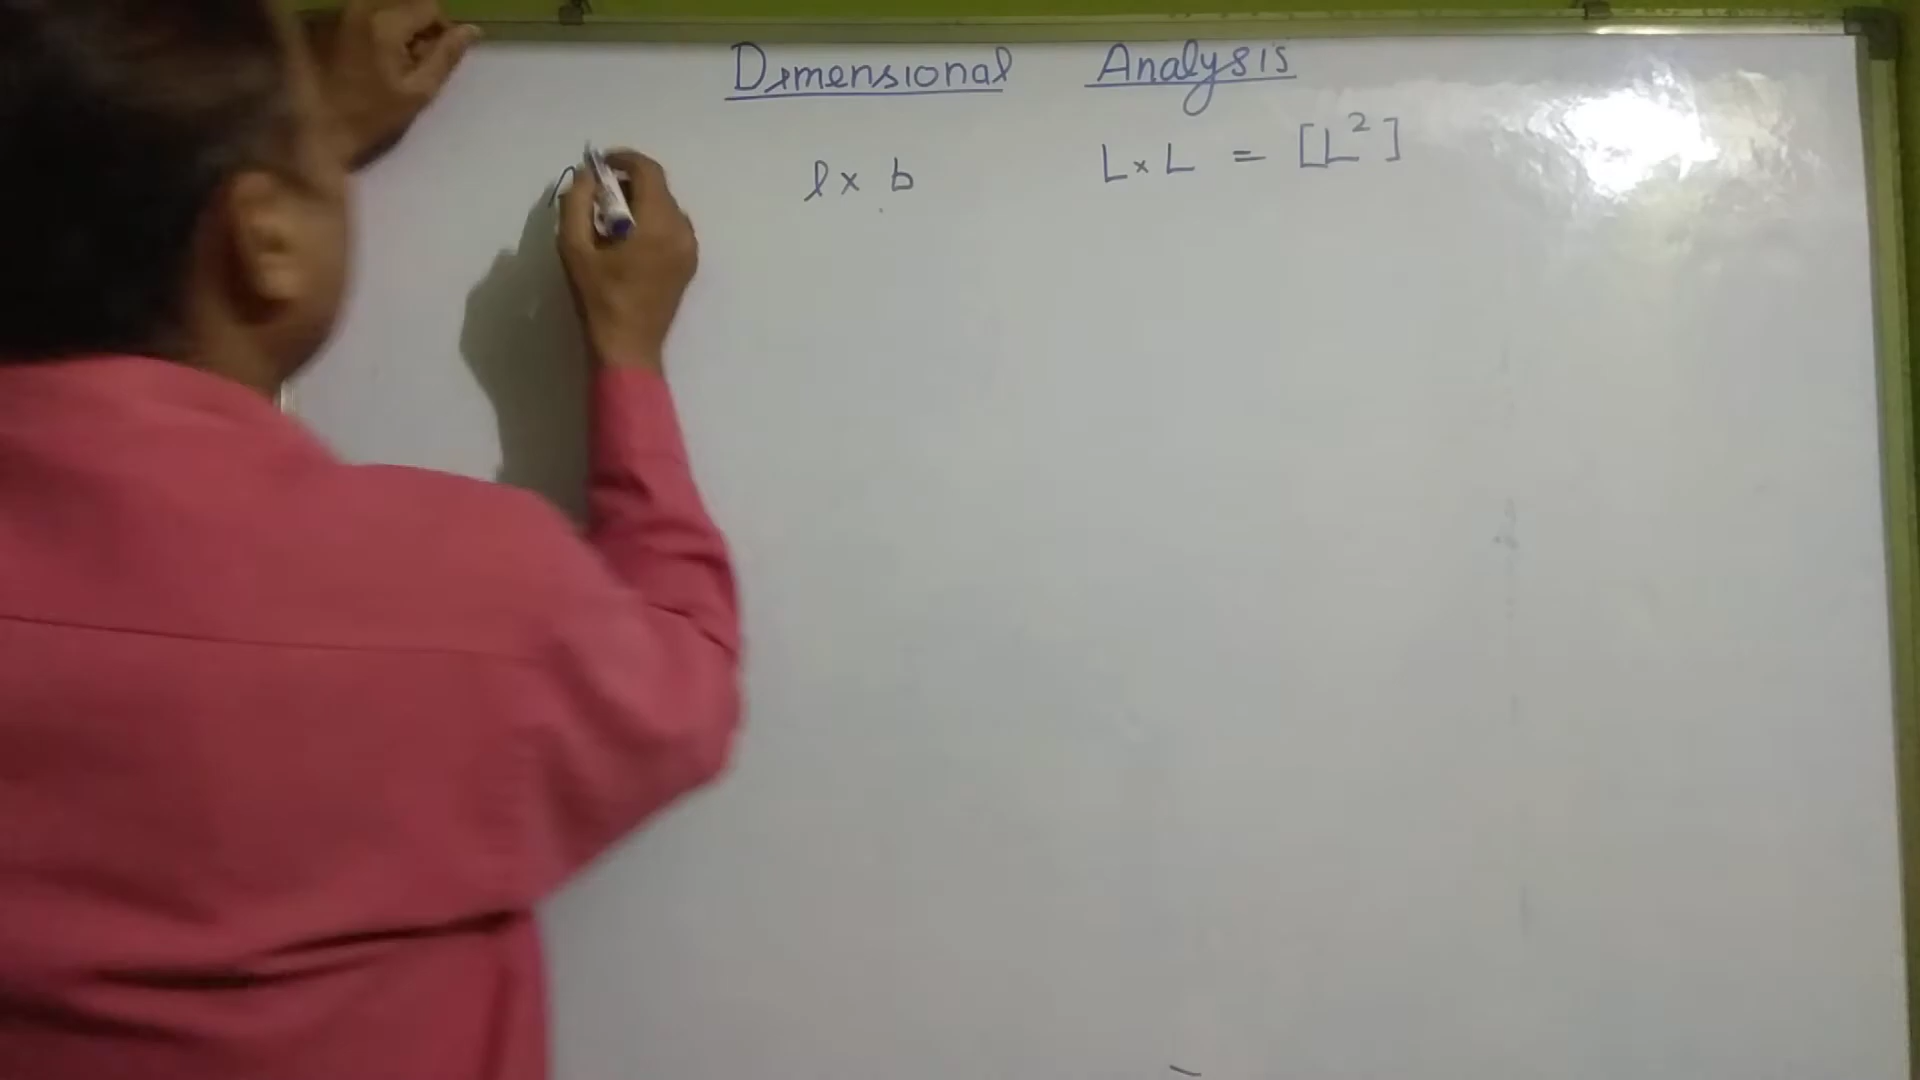 Dimensional Analysis
l × b L × L = [L²]